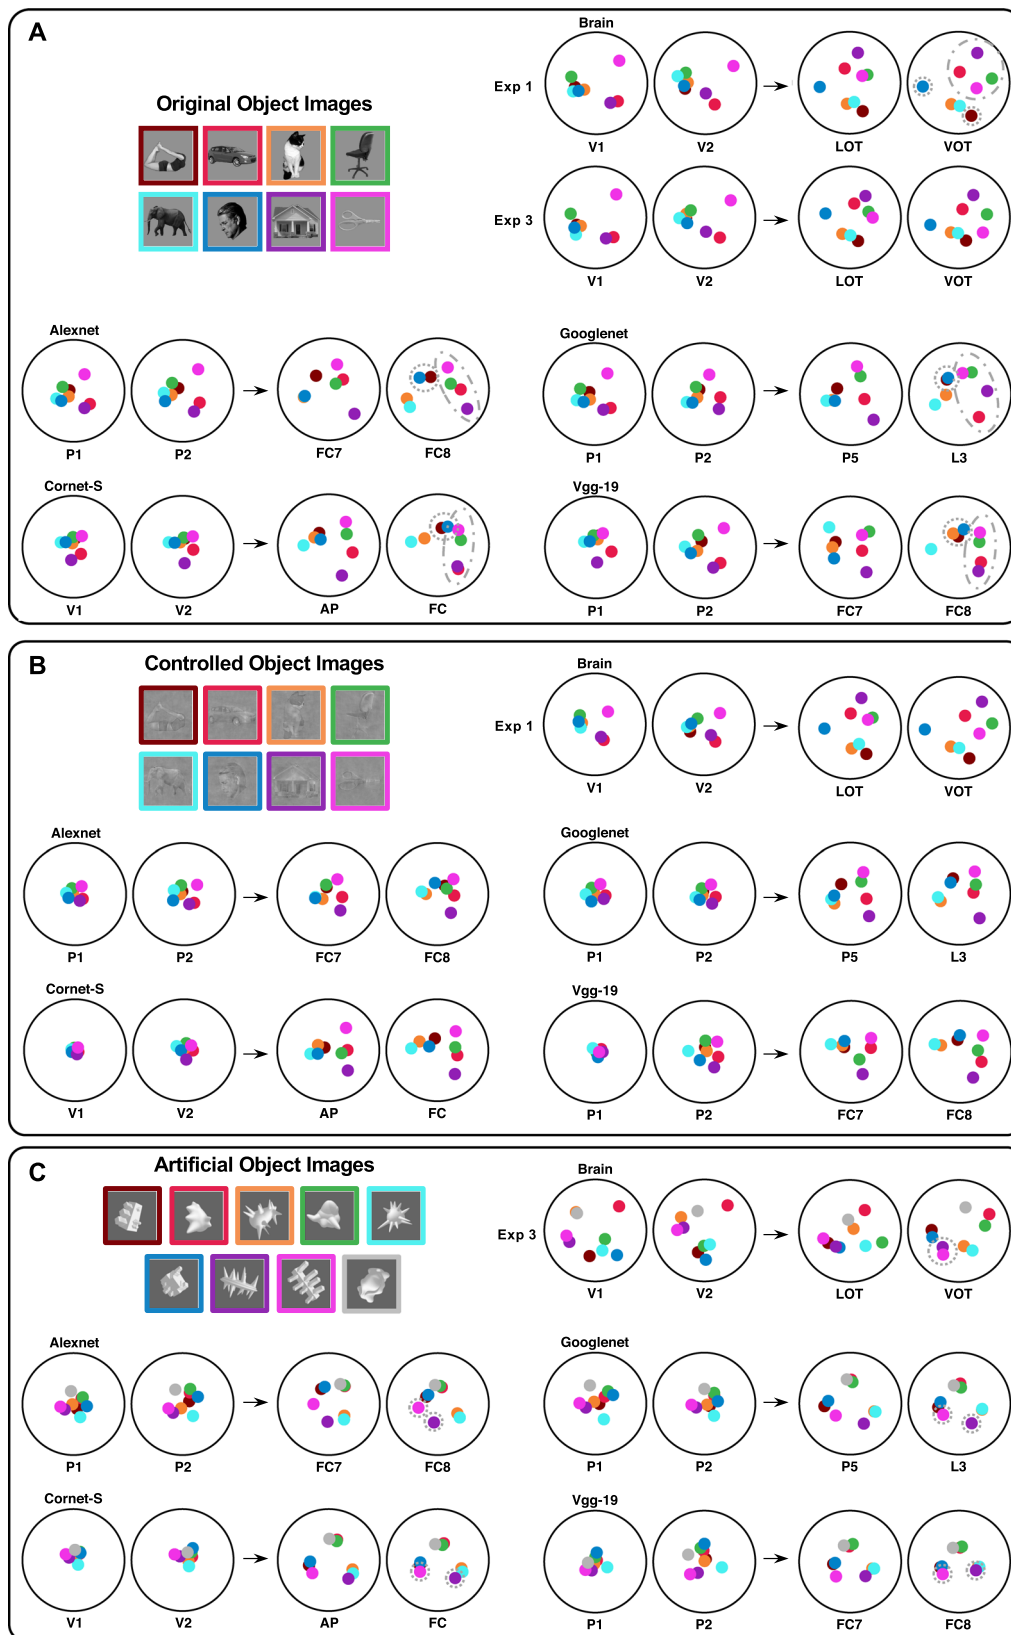 A
Original Object Images
Brain
Exp 1
V1 V2 LOT VOT
Exp 3
V1 V2 LOT VOT
Alexnet
P1 P2 FC7 FC8
Googlenet
P1 P2 P5 L3
Cornet-S
V1 V2 AP FC
Vgg-19
P1 P2 FC7 FC8
B
Controlled Object Images
Brain
Exp 1
V1 V2 LOT VOT
Alexnet
P1 P2 FC7 FC8
Googlenet
P1 P2 P5 L3
Cornet-S
V1 V2 AP FC
Vgg-19
P1 P2 FC7 FC8
C
Artificial Object Images
Brain
Exp 3
V1 V2 LOT VOT
Alexnet
P1 P2 FC7 FC8
Googlenet
P1 P2 P5 L3
Cornet-S
V1 V2 AP FC
Vgg-19
P1 P2 FC7 FC8